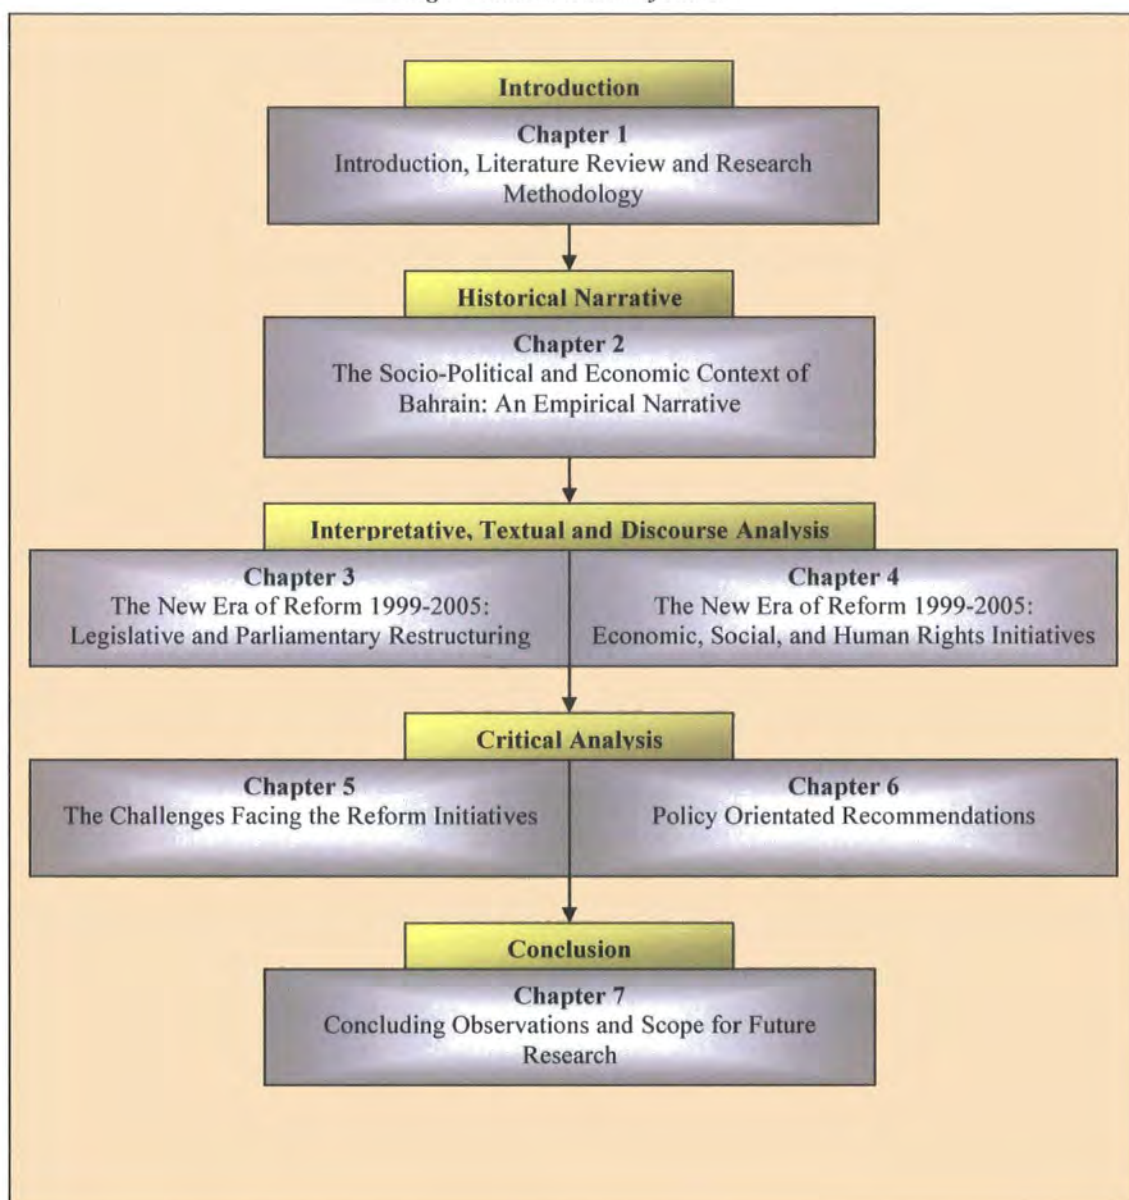 Introduction
Chapter 1
Introduction, Literature Review and Research
Methodology
Historical Narrative
Chapter 2
The Socio-Political and Economic Context of
Bahrain: An Empirical Narrative
Interpretative, Textual and Discourse Analysis
Chapter 3
The New Era of Reform 1999-2005:
Legislative and Parliamentary Restructuring
Chapter 4
The New Era of Reform 1999-2005:
Economic, Social, and Human Rights Initiatives
Critical Analysis
Chapter 5
The Challenges Facing the Reform Initiatives
Chapter 6
Policy Orientated Recommendations
Conclusion
Chapter 7
Concluding Observations and Scope for Future
Research